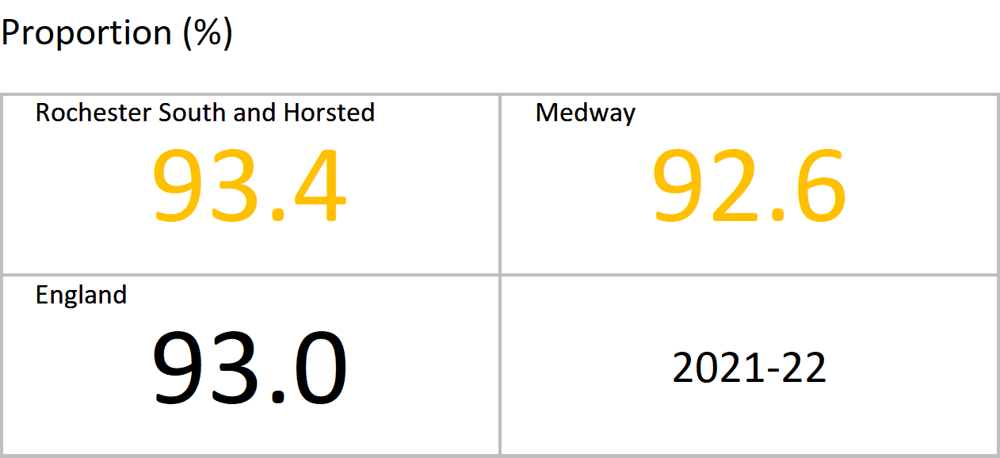 Proportion (%)
Rochester South and Horsted
93.4
Medway
92.6
England
93.0
2021-22